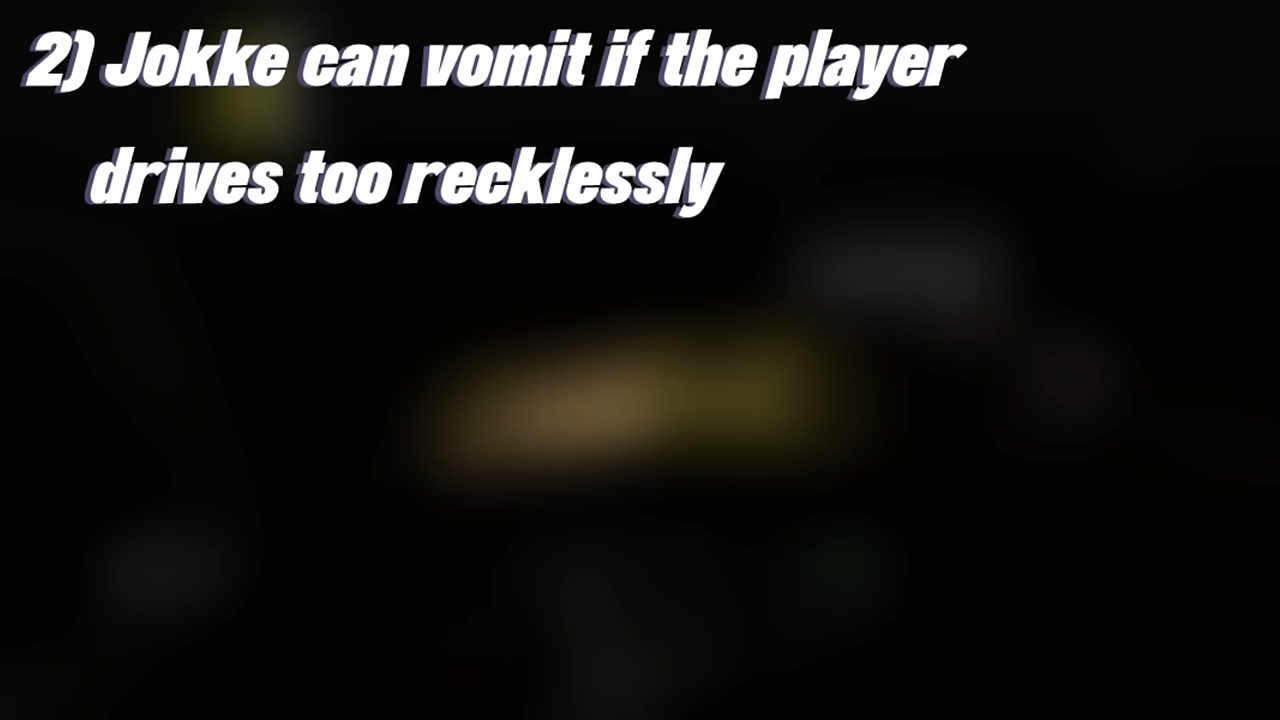 2) Jokke can vomit if the player
drives too recklessly